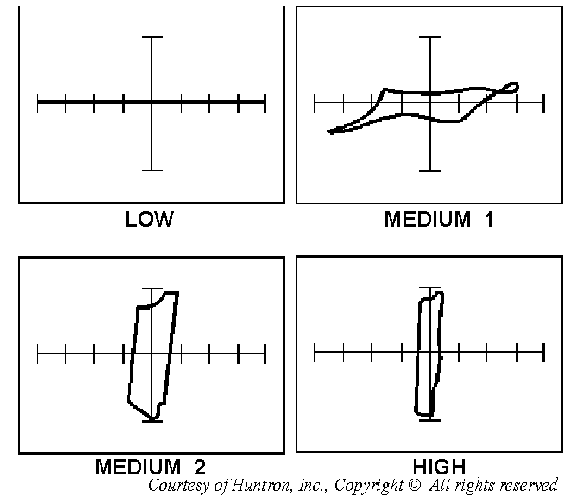 LOW
MEDIUM 1
MEDIUM 2
HIGH
Courtesy of Huntron, Inc., Copyright © All rights reserved